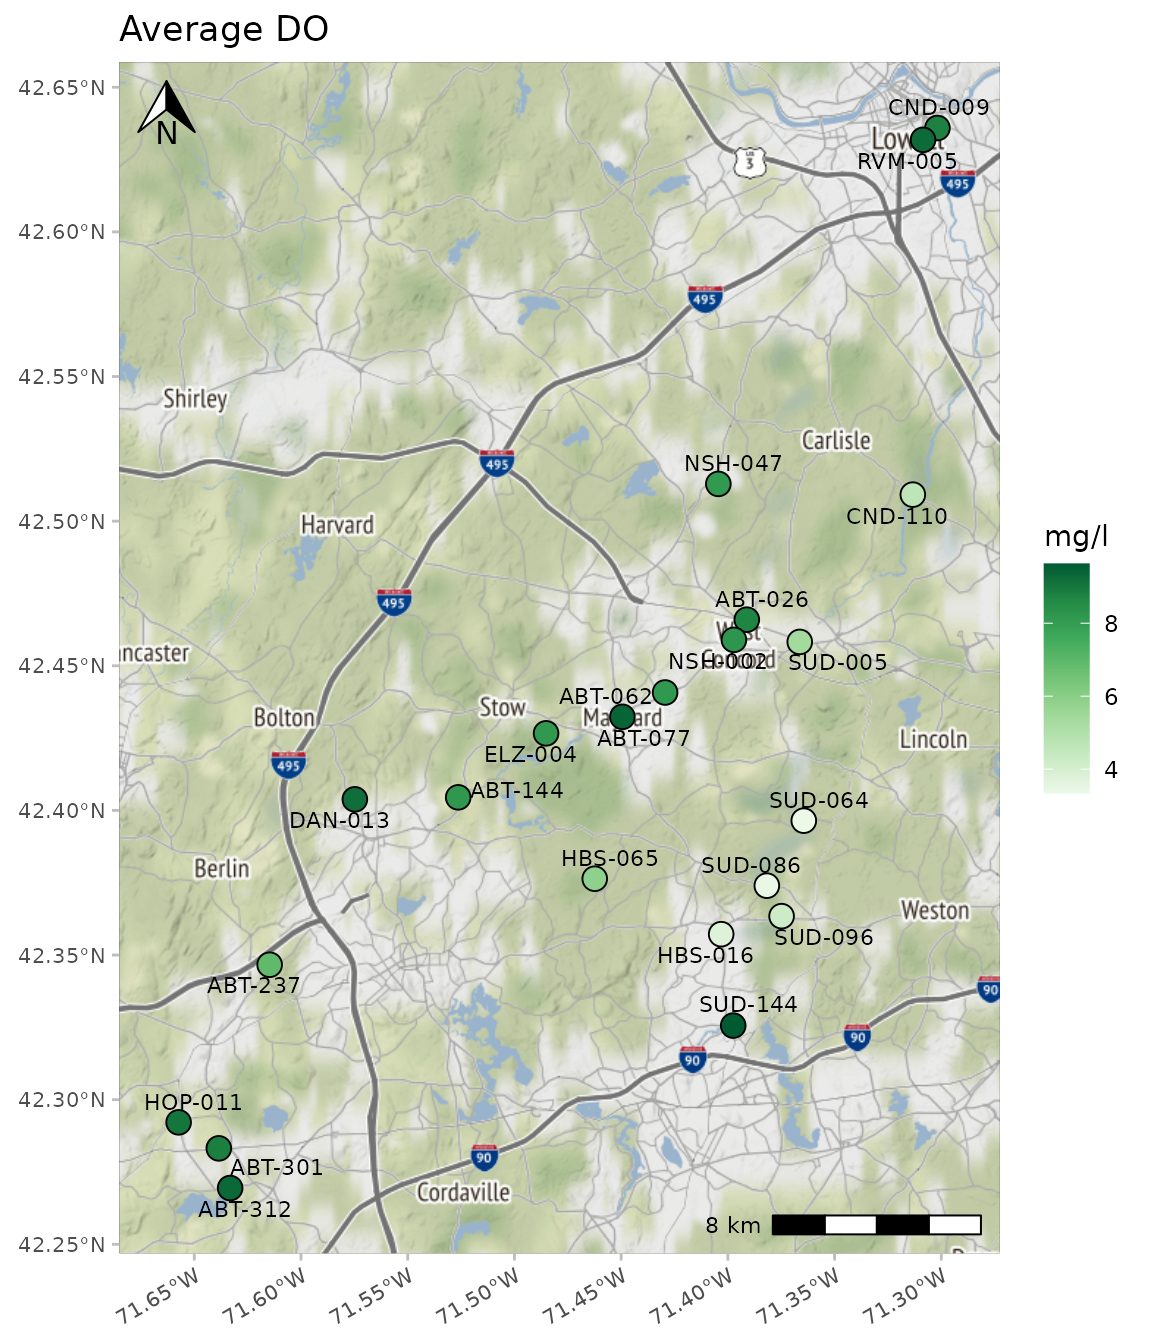 Average DO
42.65°N
42.60°N
42.55°N
42.50°N
42.45°N
42.40°N
42.35°N
42.30°N
42.25°N
N
CND-009
Lowell
RVM-005
3
495
495
Shirley
Carlisle
495
NSH-047
Harvard
CND-110
495
ABT-026
West
Concord
NSH-002
SUD-005
ncaster
ABT-062
Stow
Bolton
Maynard
ABT-077
Lincoln
ELZ-004
495
ABT-144
DAN-013
SUD-064
HBS-065
SUD-086
Berlin
Weston
SUD-096
HBS-016
ABT-237
90
SUD-144
90
90
HOP-011
ABT-301
90
Cordaville
ABT-312
8 km
71.65°W
71.60°W
71.55°W
71.50°W
71.45°W
71.40°W
71.35°W
71.30°W
mg/l
8
6
4